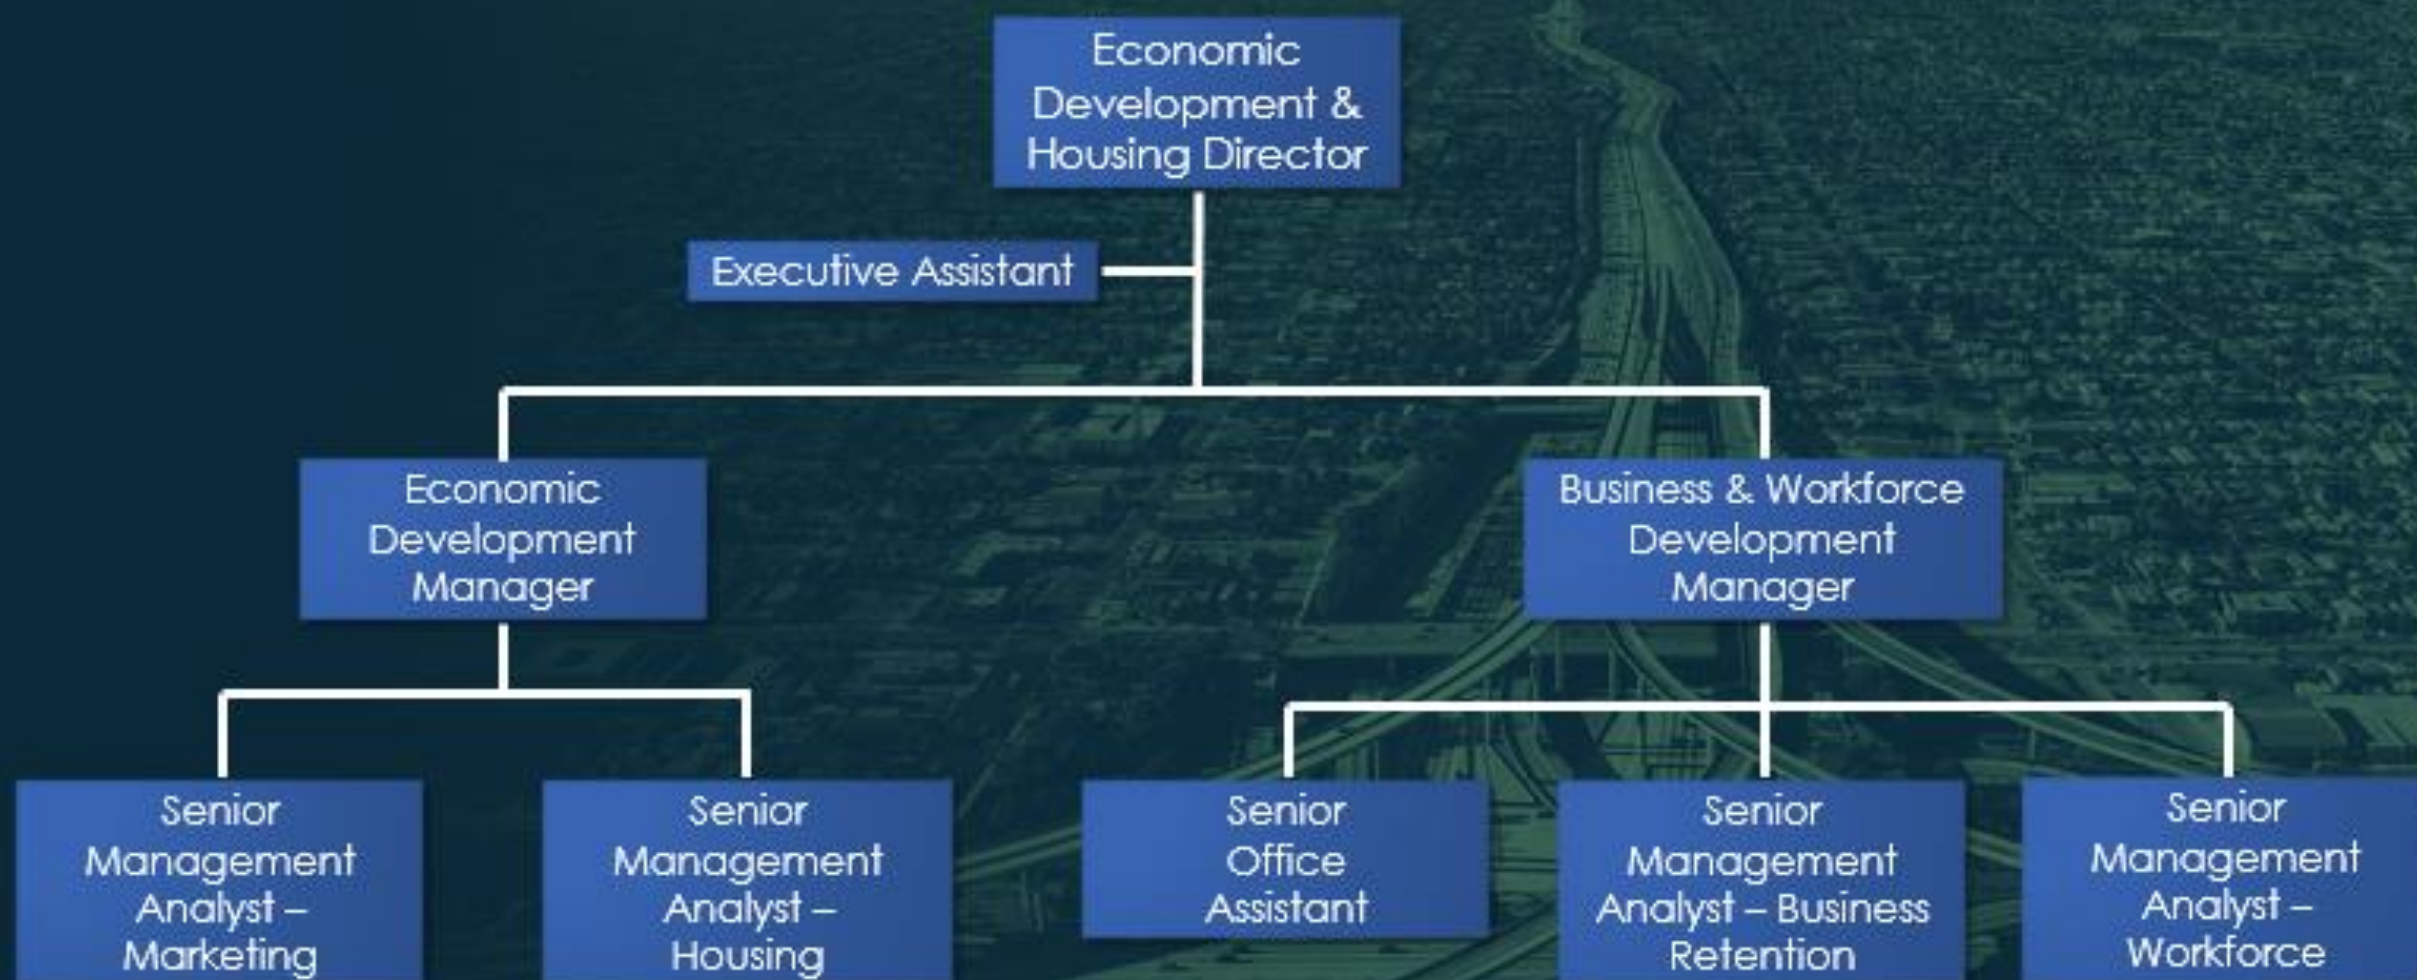 Economic
Development &
Housing Director
Executive Assistant
Economic
Development
Manager
Business & Workforce
Development
Manager
Senior
Management
Analyst –
Marketing
Senior
Management
Analyst –
Housing
Senior
Office
Assistant
Senior
Management
Analyst – Business
Retention
Senior
Management
Analyst –
Workforce